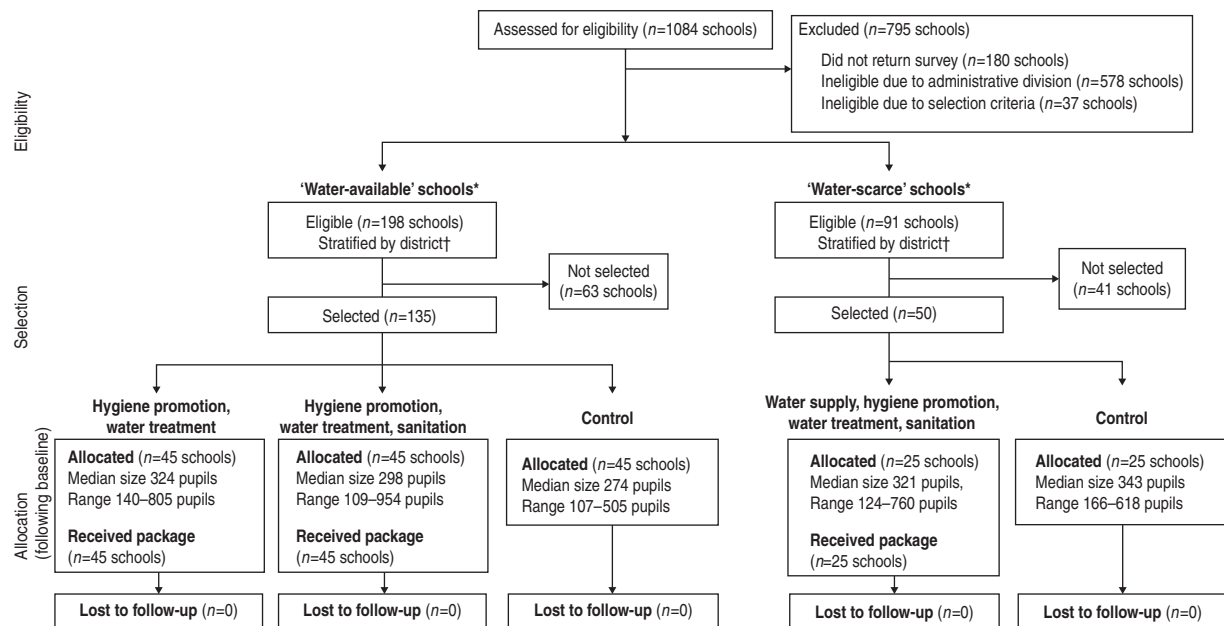 Assessed for eligibility (n=1084 schools)
Excluded (n=795 schools)
Did not return survey (n=180 schools)
Ineligible due to administrative division (n=578 schools)
Ineligible due to selection criteria (n=37 schools)
Eligibility
‘Water-available’ schools*
Eligible (n=198 schools)
Stratified by district†
‘Water-scarce’ schools*
Eligible (n=91 schools)
Stratified by district†
Not selected
(n=63 schools)
Not selected
(n=41 schools)
Selection
Selected (n=135)
Selected (n=50)
Allocation
(following baseline)
Hygiene promotion,
water treatment
Allocated (n=45 schools)
Median size 324 pupils
Range 140–805 pupils
Received package
(n=45 schools)
Lost to follow-up (n=0)
Hygiene promotion,
water treatment, sanitation
Allocated (n=45 schools)
Median size 298 pupils
Range 109–954 pupils
Received package
(n=45 schools)
Lost to follow-up (n=0)
Control
Allocated (n=45 schools)
Median size 274 pupils
Range 107–505 pupils
Lost to follow-up (n=0)
Water supply, hygiene promotion,
water treatment, sanitation
Allocated (n=25 schools)
Median size 321 pupils,
Range 124–760 pupils
Received package
(n=25 schools)
Lost to follow-up (n=0)
Control
Allocated (n=25 schools)
Median size 343 pupils
Range 166–618 pupils
Lost to follow-up (n=0)